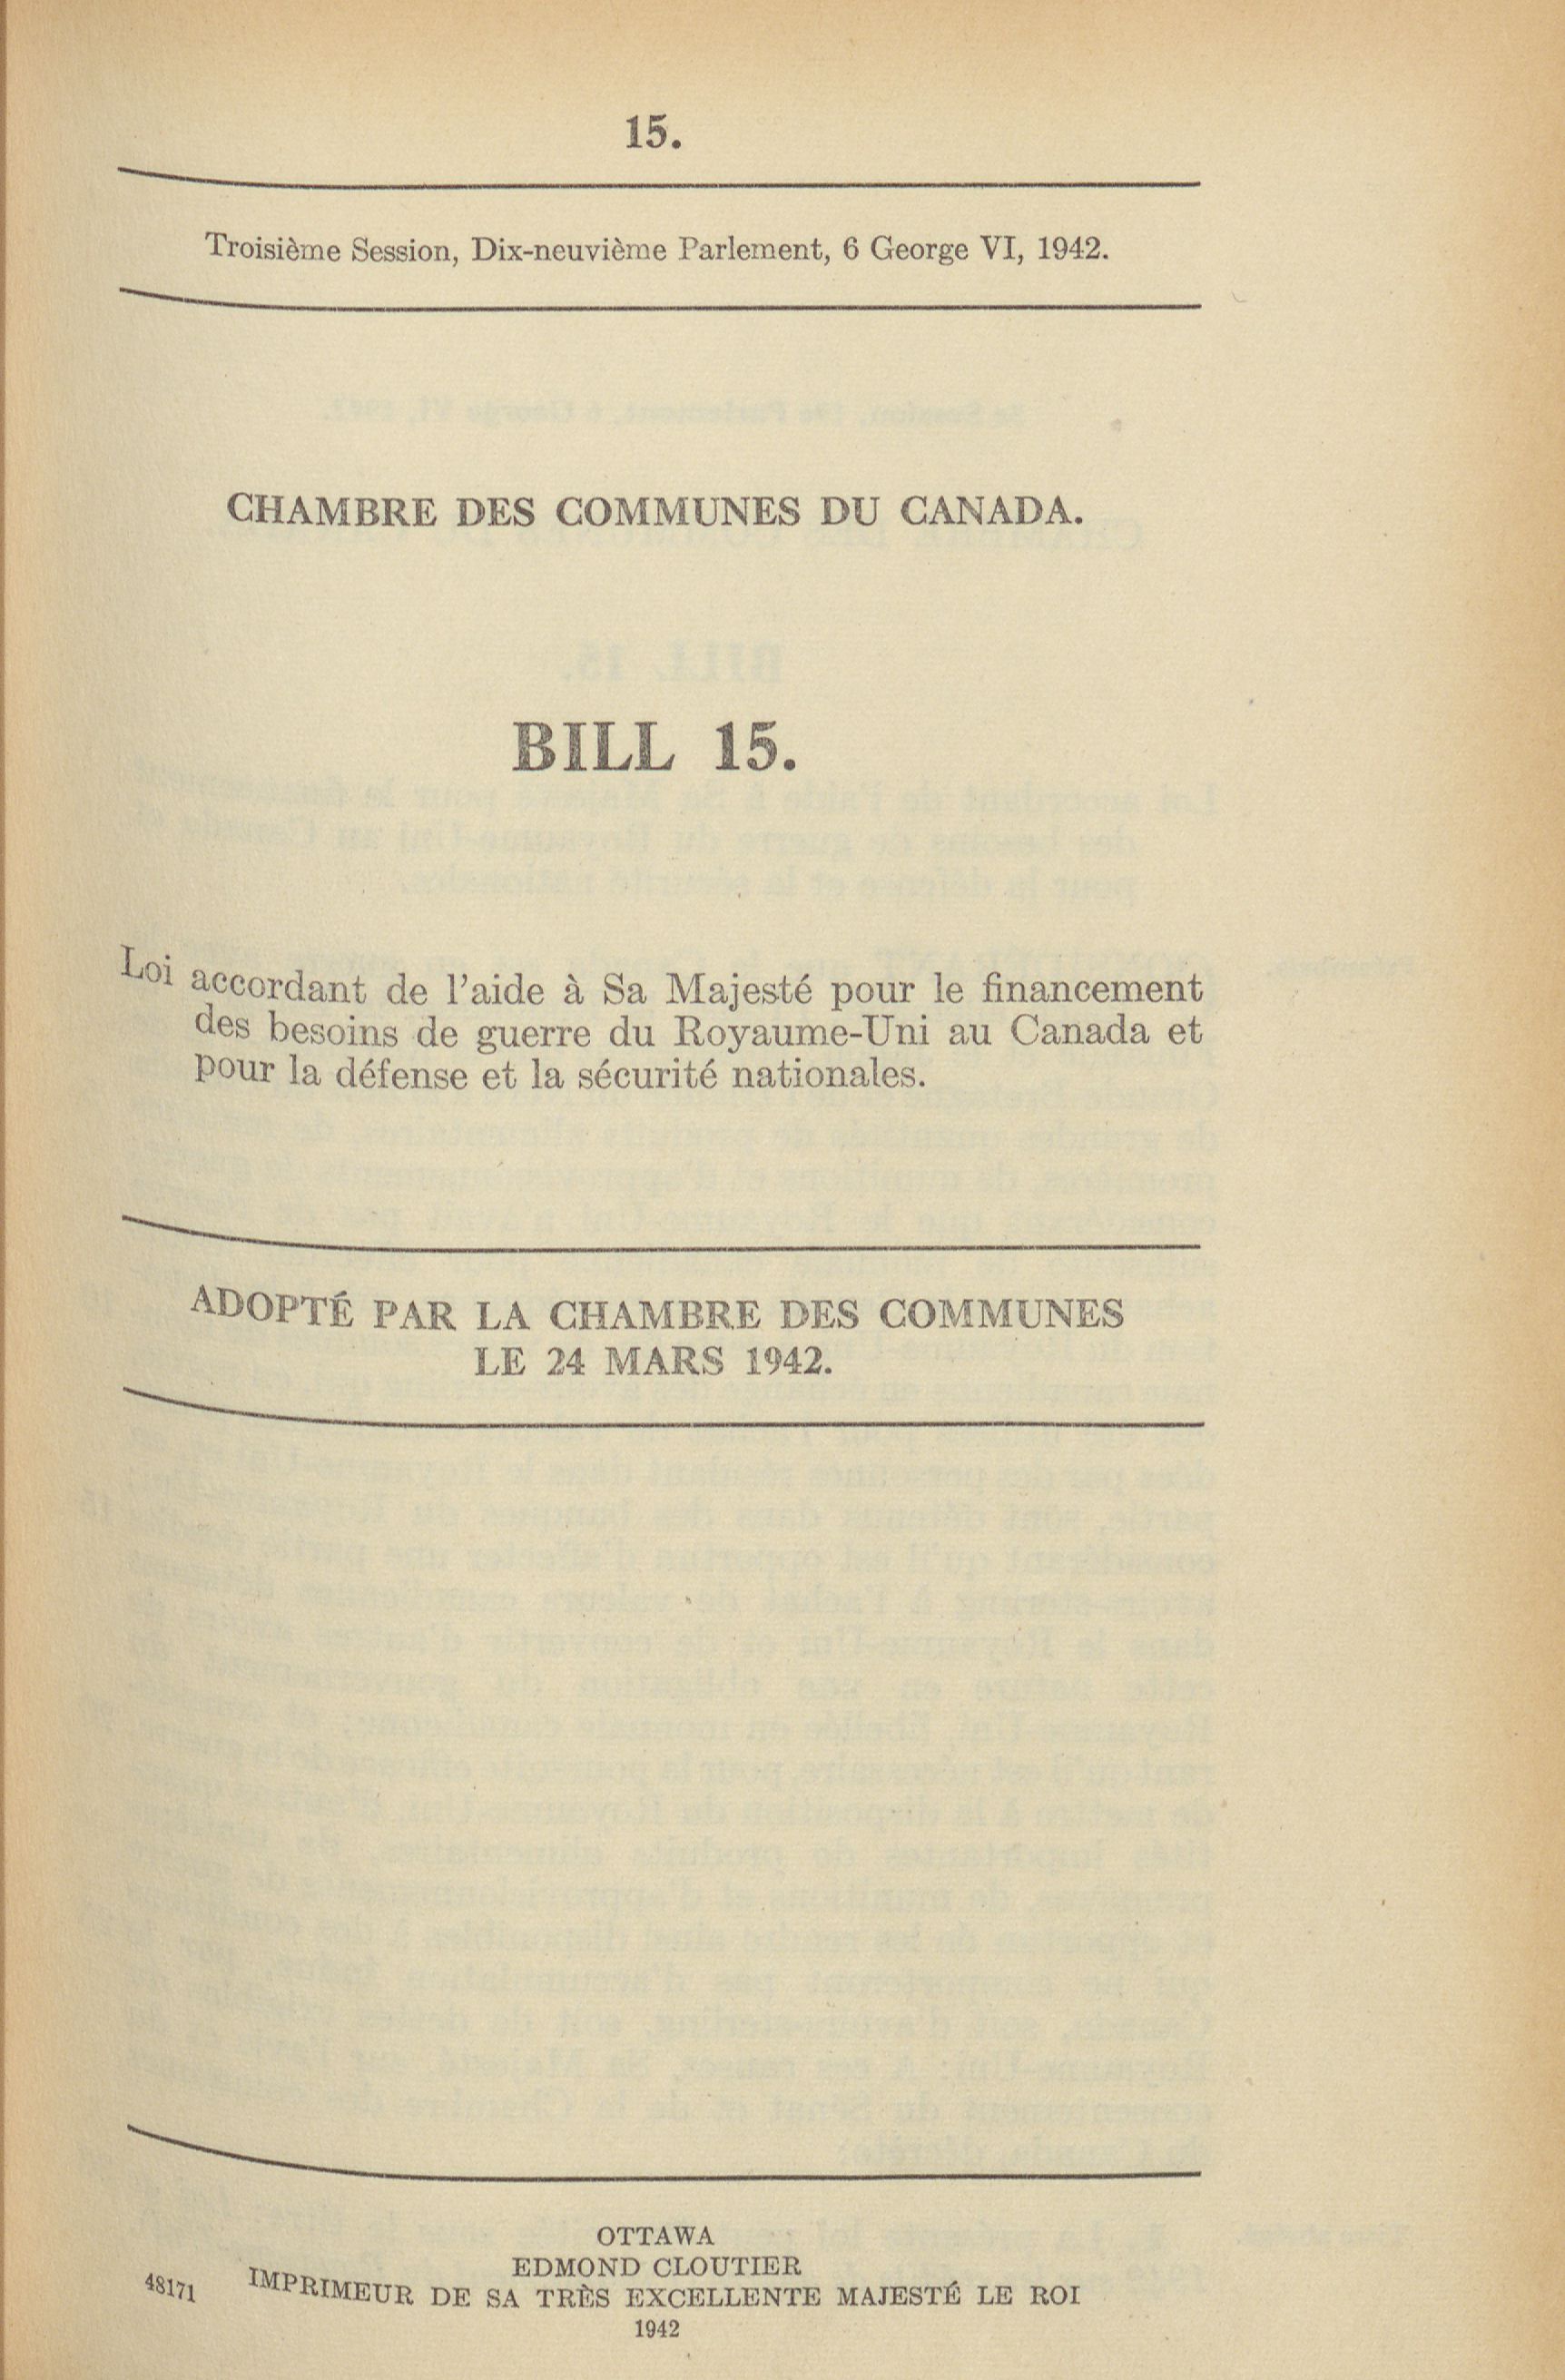 15.
Troisième Session, Dix-neuvième Parlement, 6 George VI, 1942.
CHAMBRE DES COMMUNES DU CANADA.
BILL 15.
Loi accordant de l'aide à Sa Majesté pour le financement
des besoins de guerre du Royaume-Uni au Canada et
pour la défense et la sécurité nationales.
ADOPTÉ PAR LA CHAMBRE DES COMMUNES
LE 24 MARS 1942.
OTTAWA
EDMOND CLOUTIER
48171 IMPRIMEUR DE SA TRÈS EXCELLENTE MAJESTÉ LE ROI
1942